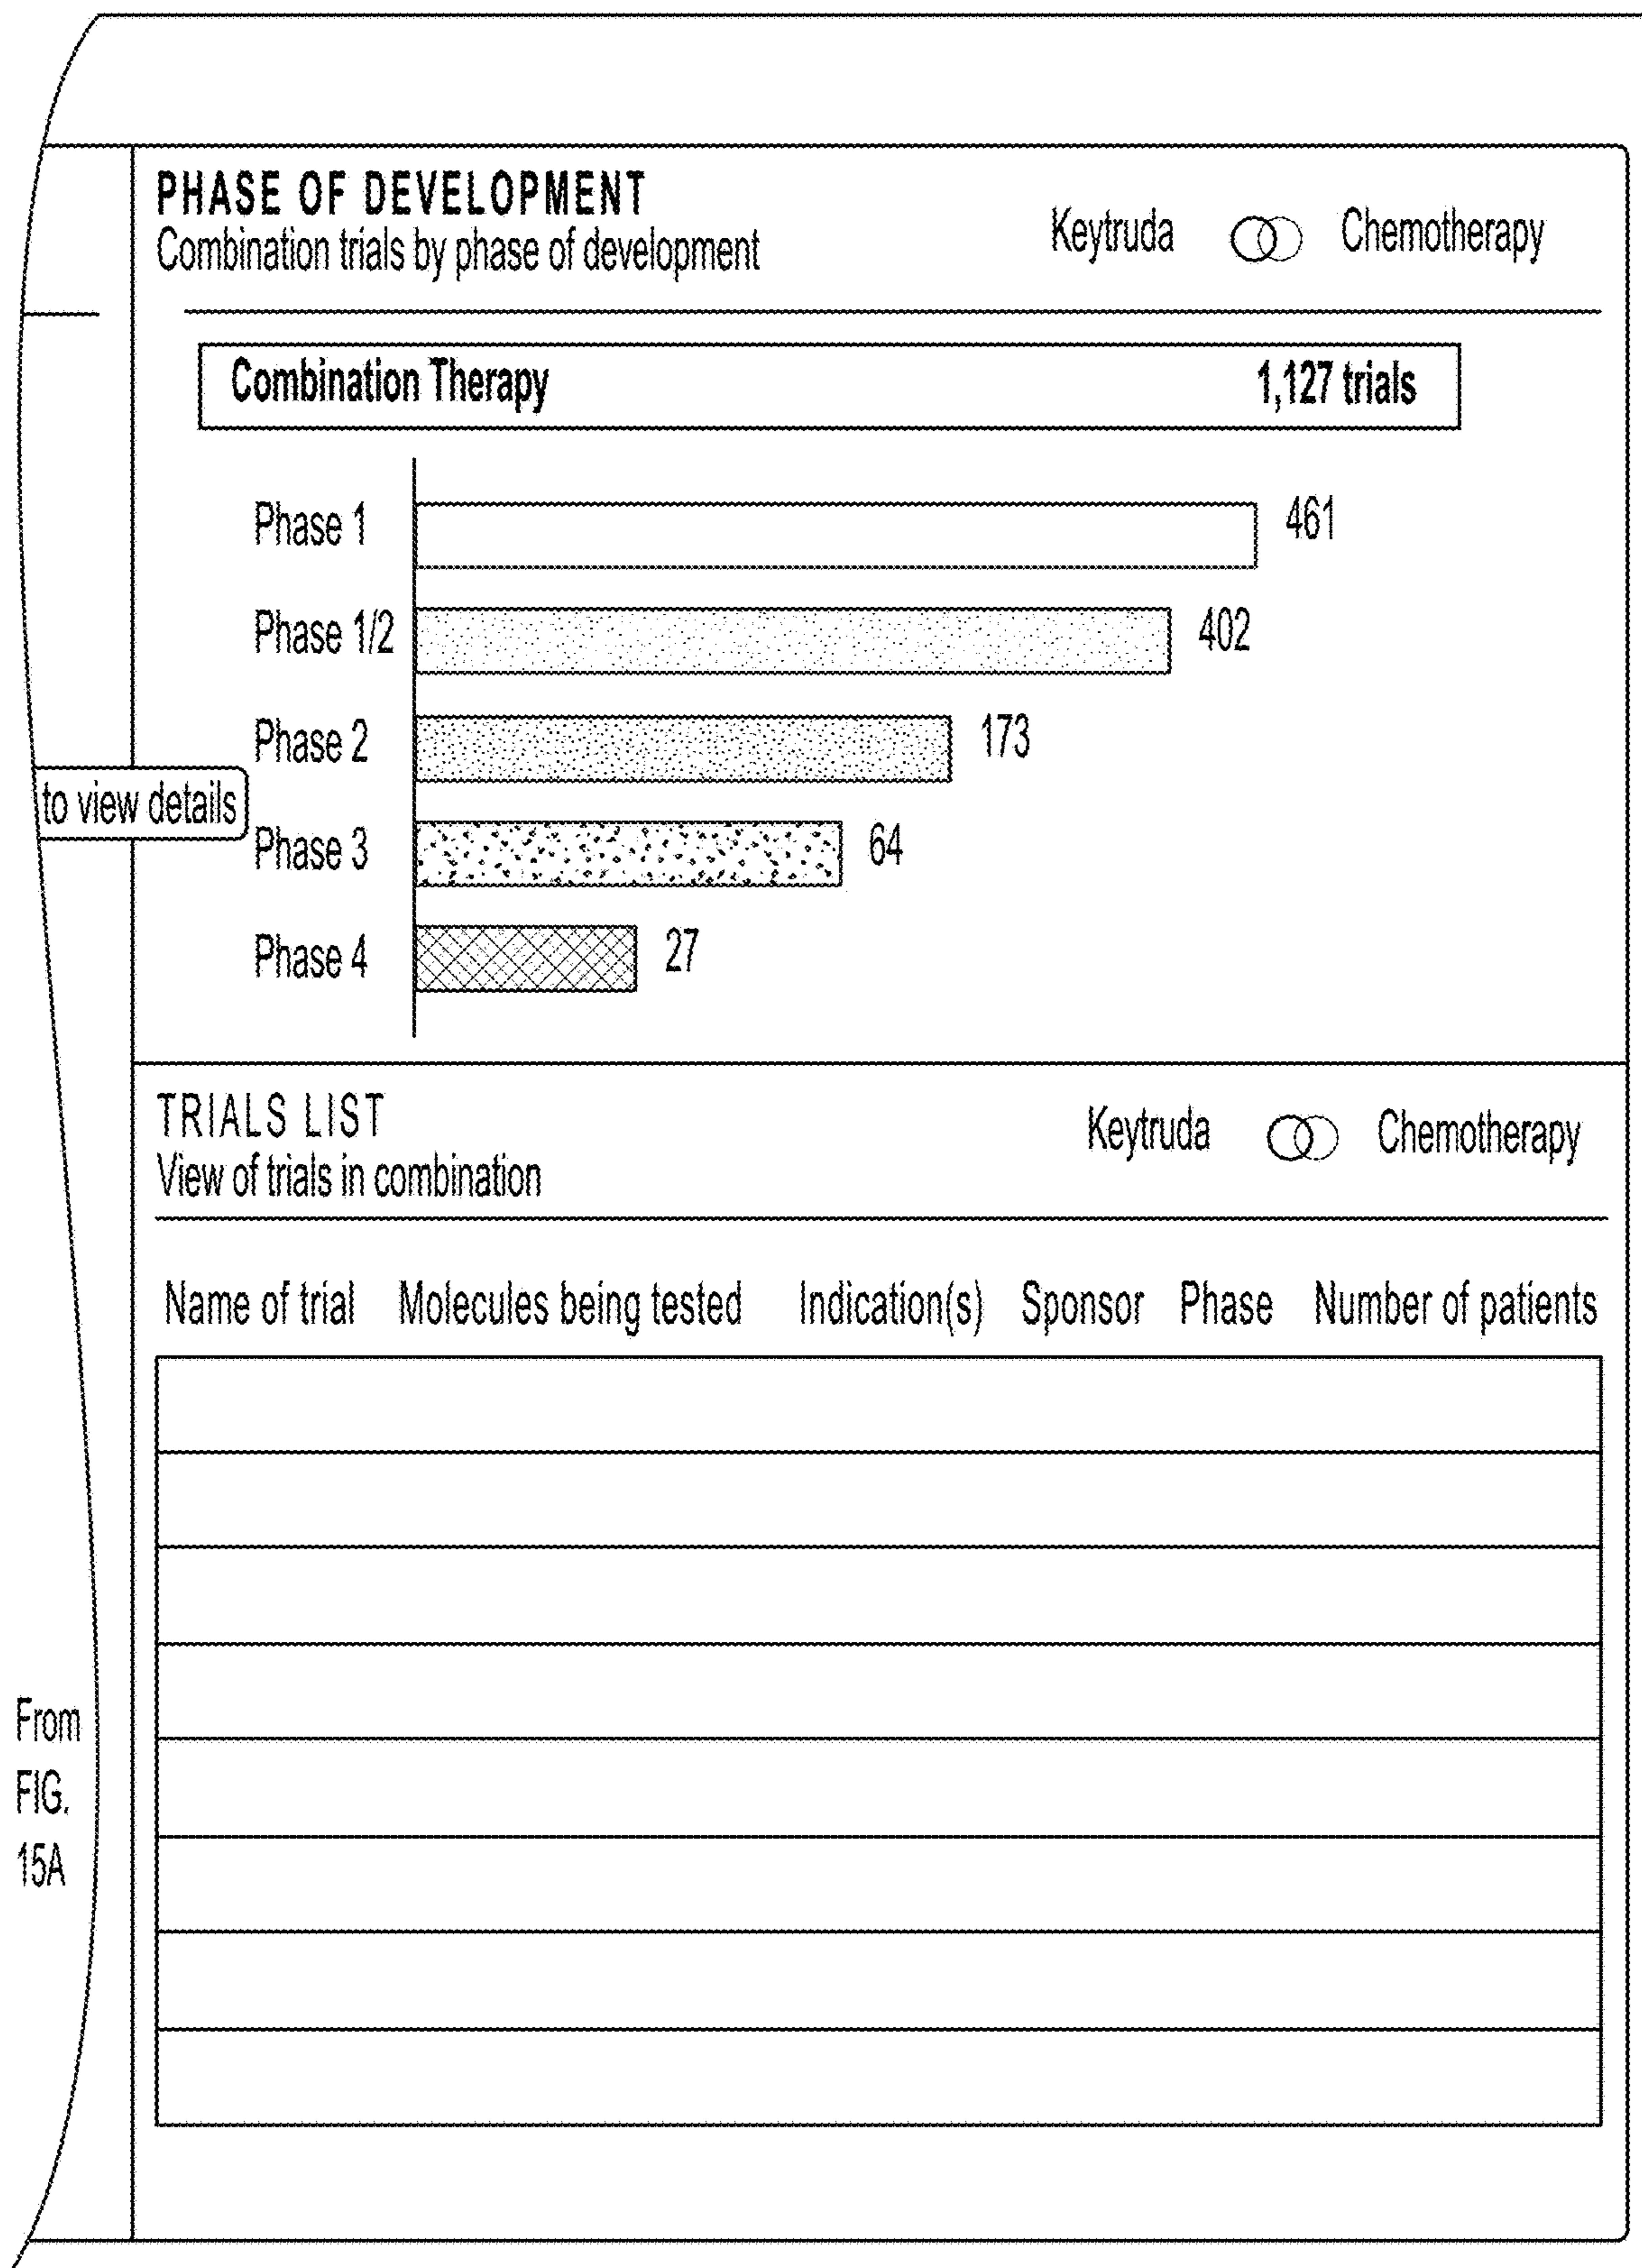 PHASE OF DEVELOPMENT
Combination trials by phase of development
Keytruda Chemotherapy
Combination Therapy 1,127 trials
Phase 1 461
Phase 1/2 402
Phase 2 173
to view details
Phase 3 64
Phase 4 27
TRIALS LIST
View of trials in combination
Keytruda Chemotherapy
Name of trial Molecules being tested Indication(s) Sponsor Phase Number of patients
From
FIG.
15A